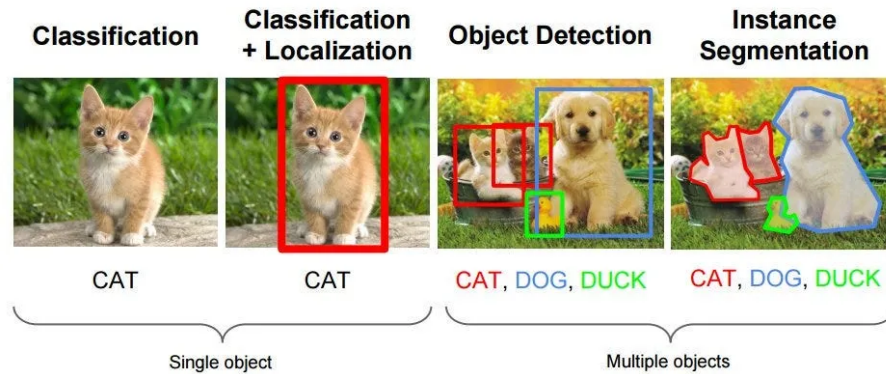 Classification
Classification
+ Localization
Object Detection
Instance
Segmentation
CAT
CAT
CAT, DOG, DUCK
CAT, DOG, DUCK
Single object
Multiple objects